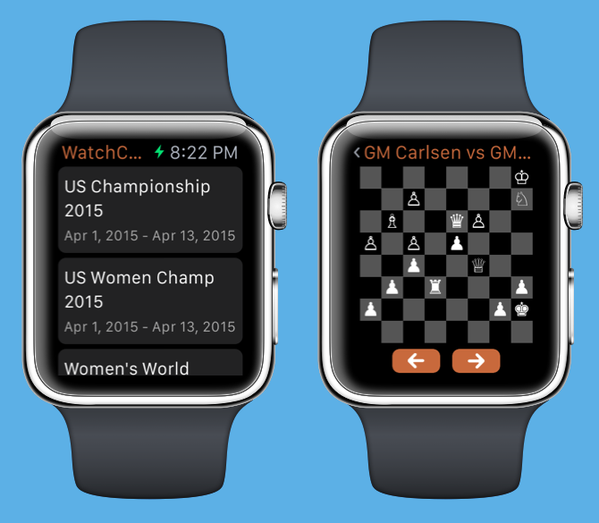 WatchC... 8:22 PM
US Championship
2015
Apr 1, 2015 - Apr 13, 2015
US Women Champ
2015
Apr 1, 2015 - Apr 13, 2015
Women's World
GM Carlsen vs GM...